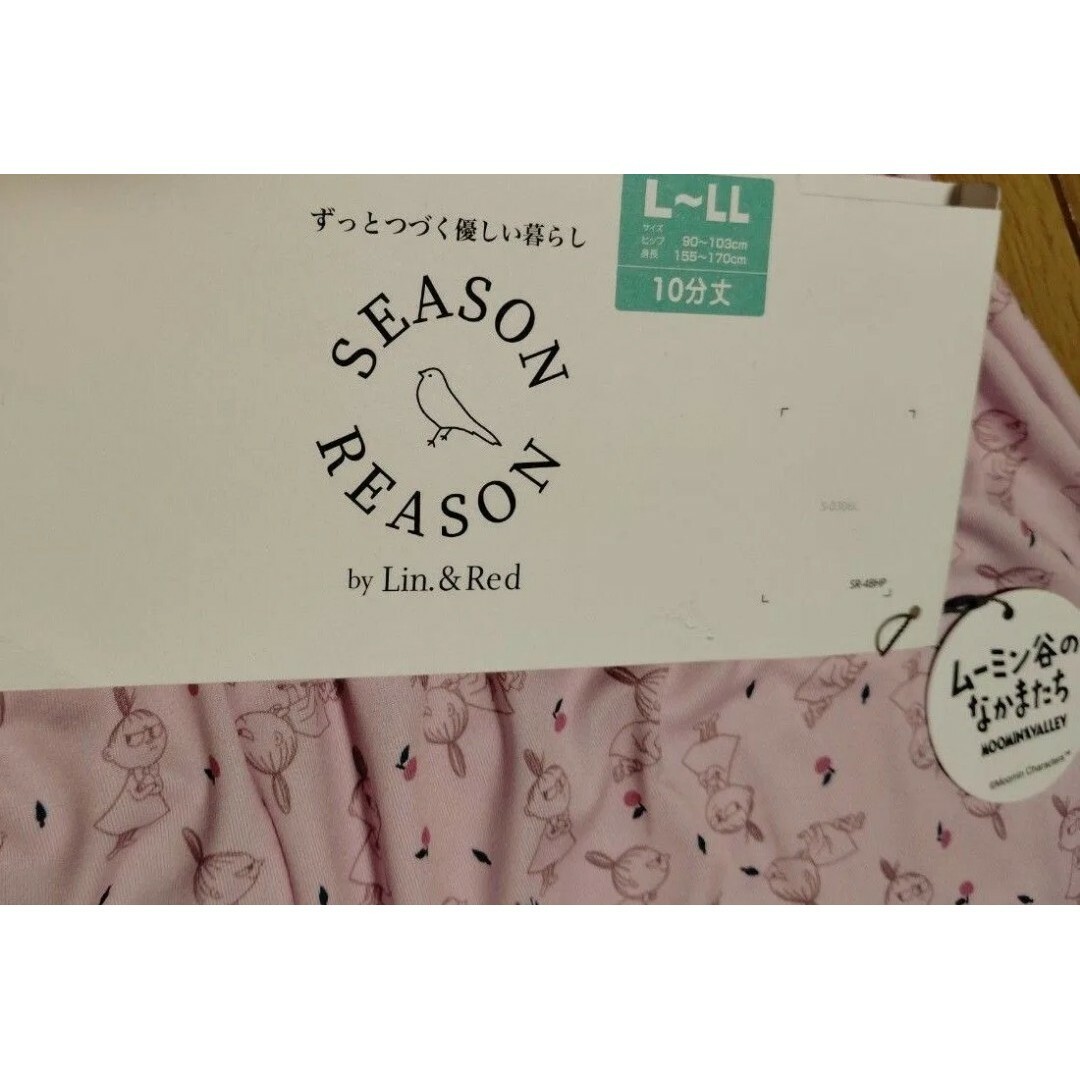 ずっとつづく優しい暮らし
SEASON
REASON
by Lin.&Red
L~LL
サイズ
ヒップ 90~103cm
身長 155~170cm
10分丈
SR-48HP
ムーミン谷の
なかまたち
MOOMINVALLEY
©Moomin Characters™